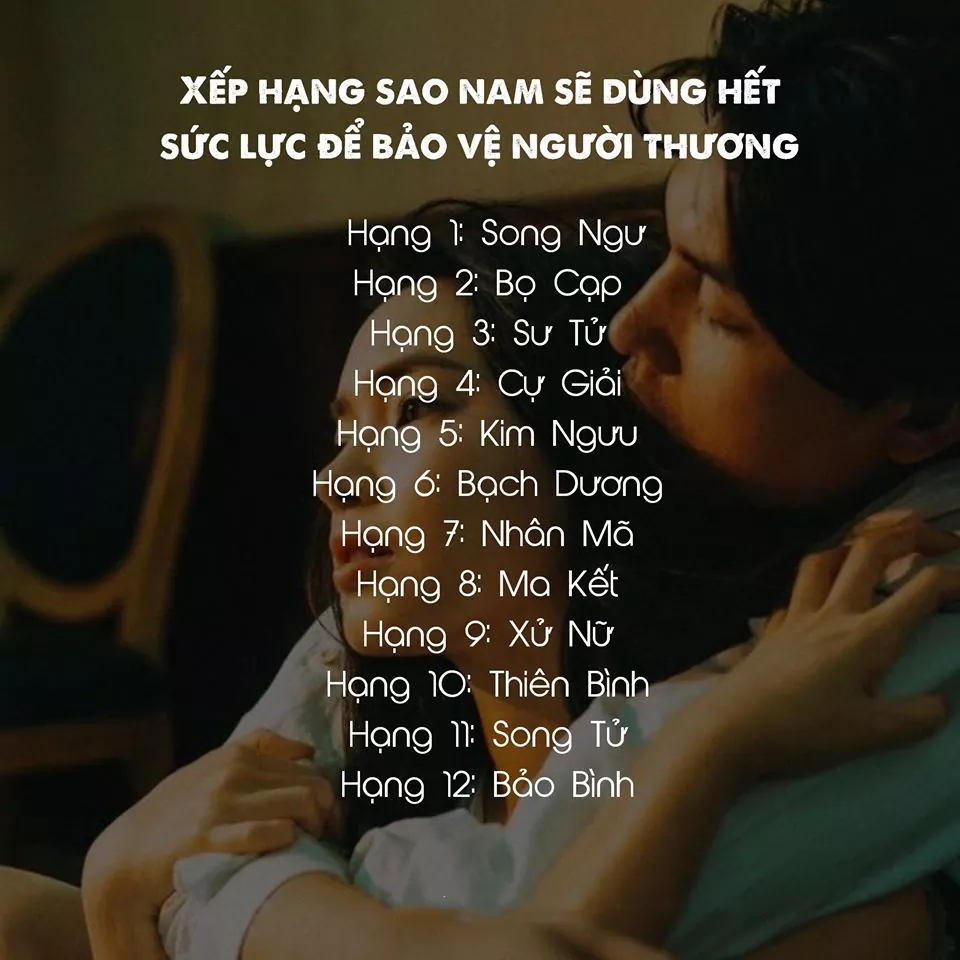 XẾP HẠNG SAO NAM SẼ DÙNG HẾT
SỨC LỰC ĐỂ BẢO VỆ NGƯỜI THƯƠNG
Hạng 1: Song Ngư
Hạng 2: Bọ Cạp
Hạng 3: Sư Tử
Hạng 4: Cự Giải
Hạng 5: Kim Ngưu
Hạng 6: Bạch Dương
Hạng 7: Nhân Mã
Hạng 8: Ma Kết
Hạng 9: Xử Nữ
Hạng 10: Thiên Bình
Hạng 11: Song Tử
Hạng 12: Bảo Bình